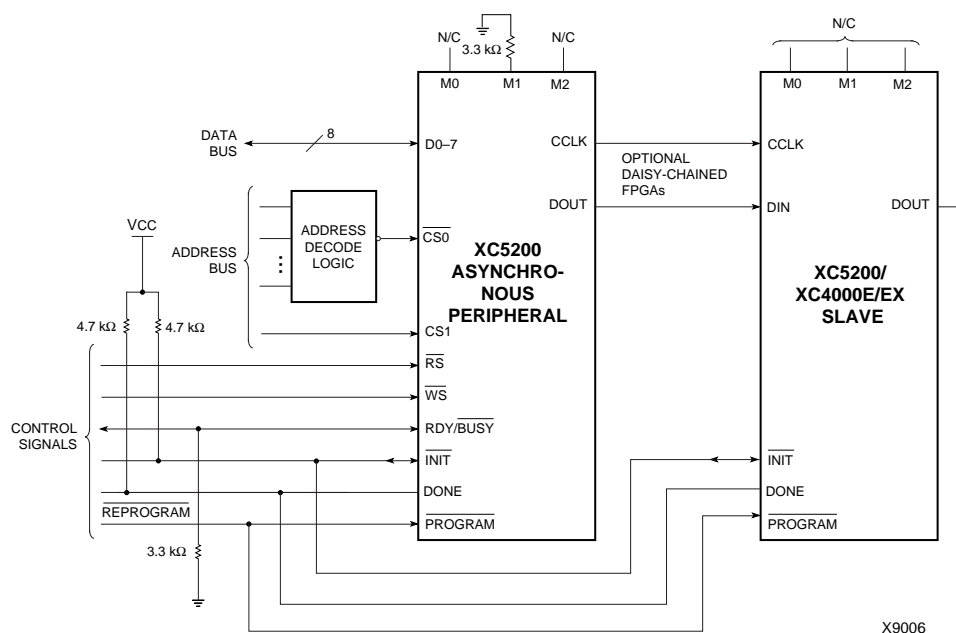 N/C
3.3 kΩ
N/C
N/C
M0
M1
M2
M0
M1
M2
DATA
BUS
8
D0–7
CCLK
OPTIONAL
DAISY-CHAINED
FPGAs
CCLK
DOUT
DIN
DOUT
ADDRESS
BUS
ADDRESS
DECODE
LOGIC
CS0
XC5200
ASYNCHRO-
NOUS
PERIPHERAL
XC5200/
XC4000E/EX
SLAVE
VCC
4.7 kΩ
4.7 kΩ
CS1
RS
WS
CONTROL
SIGNALS
RDY/BUSY
INIT
INIT
DONE
DONE
REPROGRAM
PROGRAM
PROGRAM
3.3 kΩ
X9006